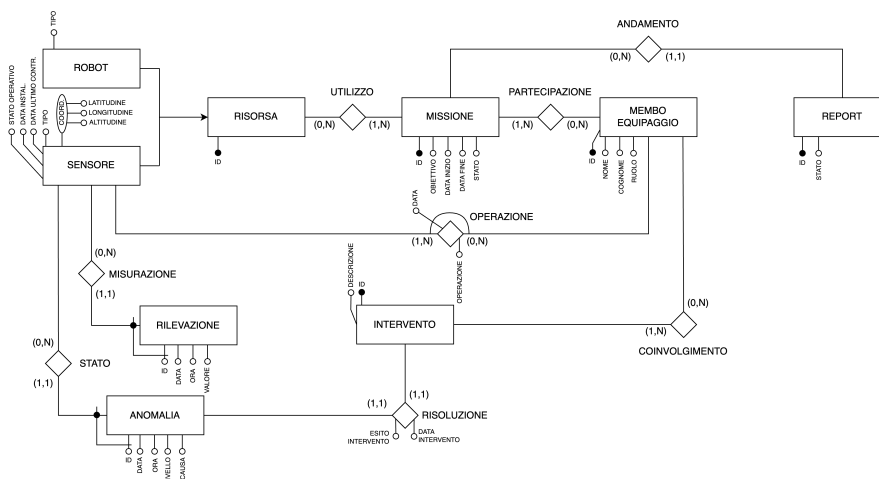 ANDAMENTO
TIPO
(0,N)
(1,1)
ROBOT
UTILIZZO
PARTECIPAZIONE
STATO OPERATIVO
DATA INSTAL.
DATA ULTIMO CONTR.
TIPO
COORD.
LATITUDINE
LONGITUDINE
ALTITUDINE
RISORSA
(0,N)
(1,N)
MISSIONE
(1,N)
(0,N)
MEMBO
EQUIPAGGIO
REPORT
SENSORE
ID
ID
OBIETTIVO
DATA INIZIO
DATA FINE
STATO
ID
NOME
COGNOME
RUOLO
ID
STATO
DATA
OPERAZIONE
(1,N)
(0,N)
OPERAZIONE
(0,N)
MISURAZIONE
(1,1)
DESCRIZIONE
ID
RILEVAZIONE
INTERVENTO
(0,N)
(1,N)
COINVOLGIMENTO
(0,N)
STATO
(1,1)
ID
DATA
ORA
VALORE
(1,1)
(1,1)
RISOLUZIONE
ANOMALIA
ESITO
INTERVENTO
DATA
INTERVENTO
ID
DATA
ORA
IVELLO
CAUSA